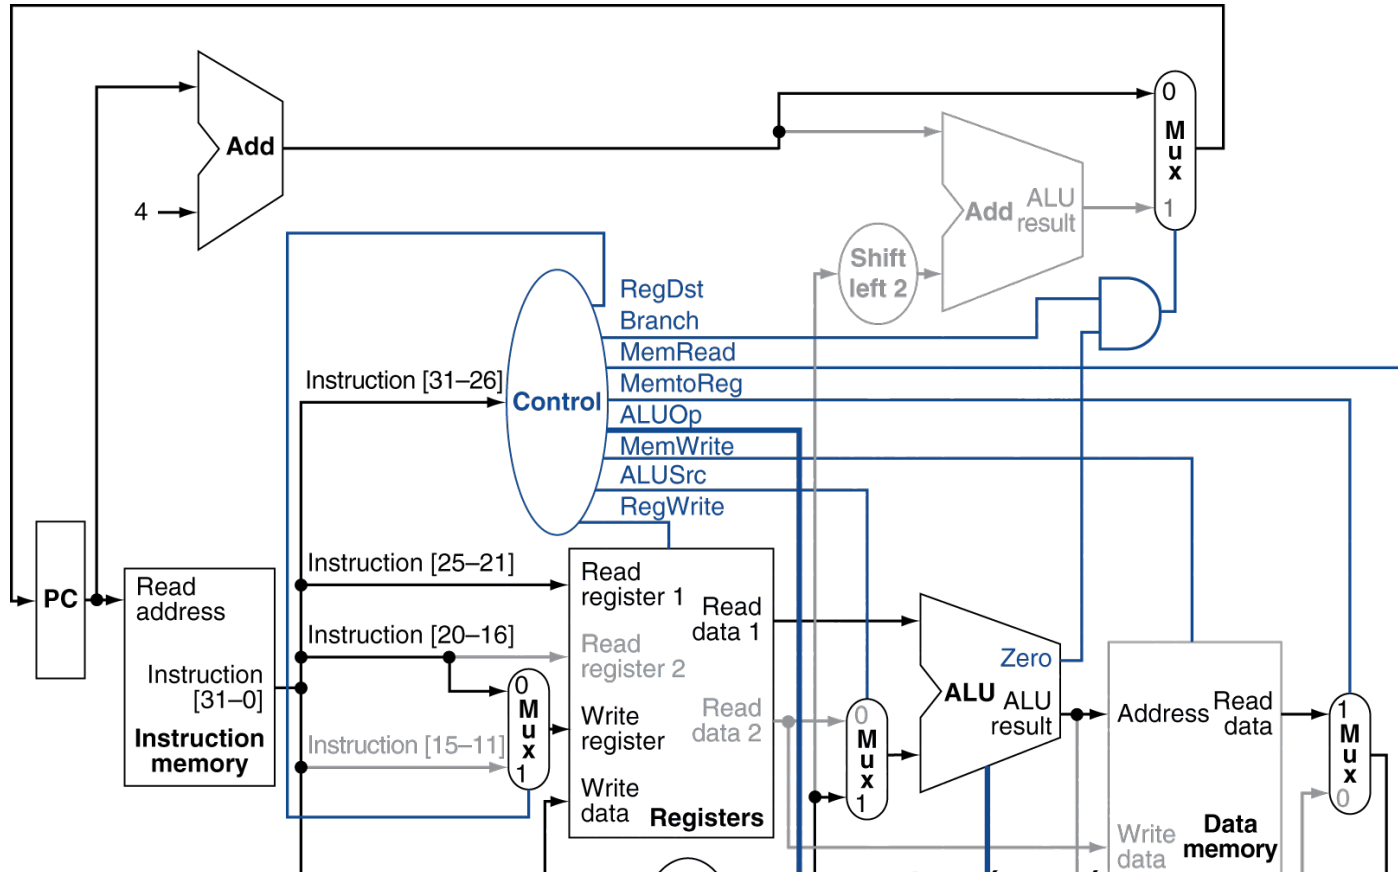 0
M
u
x
1
Add
4
Add
ALU
result
Shift
left 2
RegDst
Branch
MemRead
MemtoReg
ALUOp
MemWrite
ALUSrc
RegWrite
Instruction [31–26]
Control
Instruction [25–21]
Instruction [20–16]
Instruction [15–11]
PC
Read
address
Instruction
[31–0]
Instruction
memory
0
M
u
x
1
Read
register 1
Read
register 2
Write
register
Write
data
Read
data 1
Read
data 2
Registers
0
M
u
x
1
Zero
ALU
ALU
result
Address
Read
data
Write
data
Data
memory
1
M
u
x
0